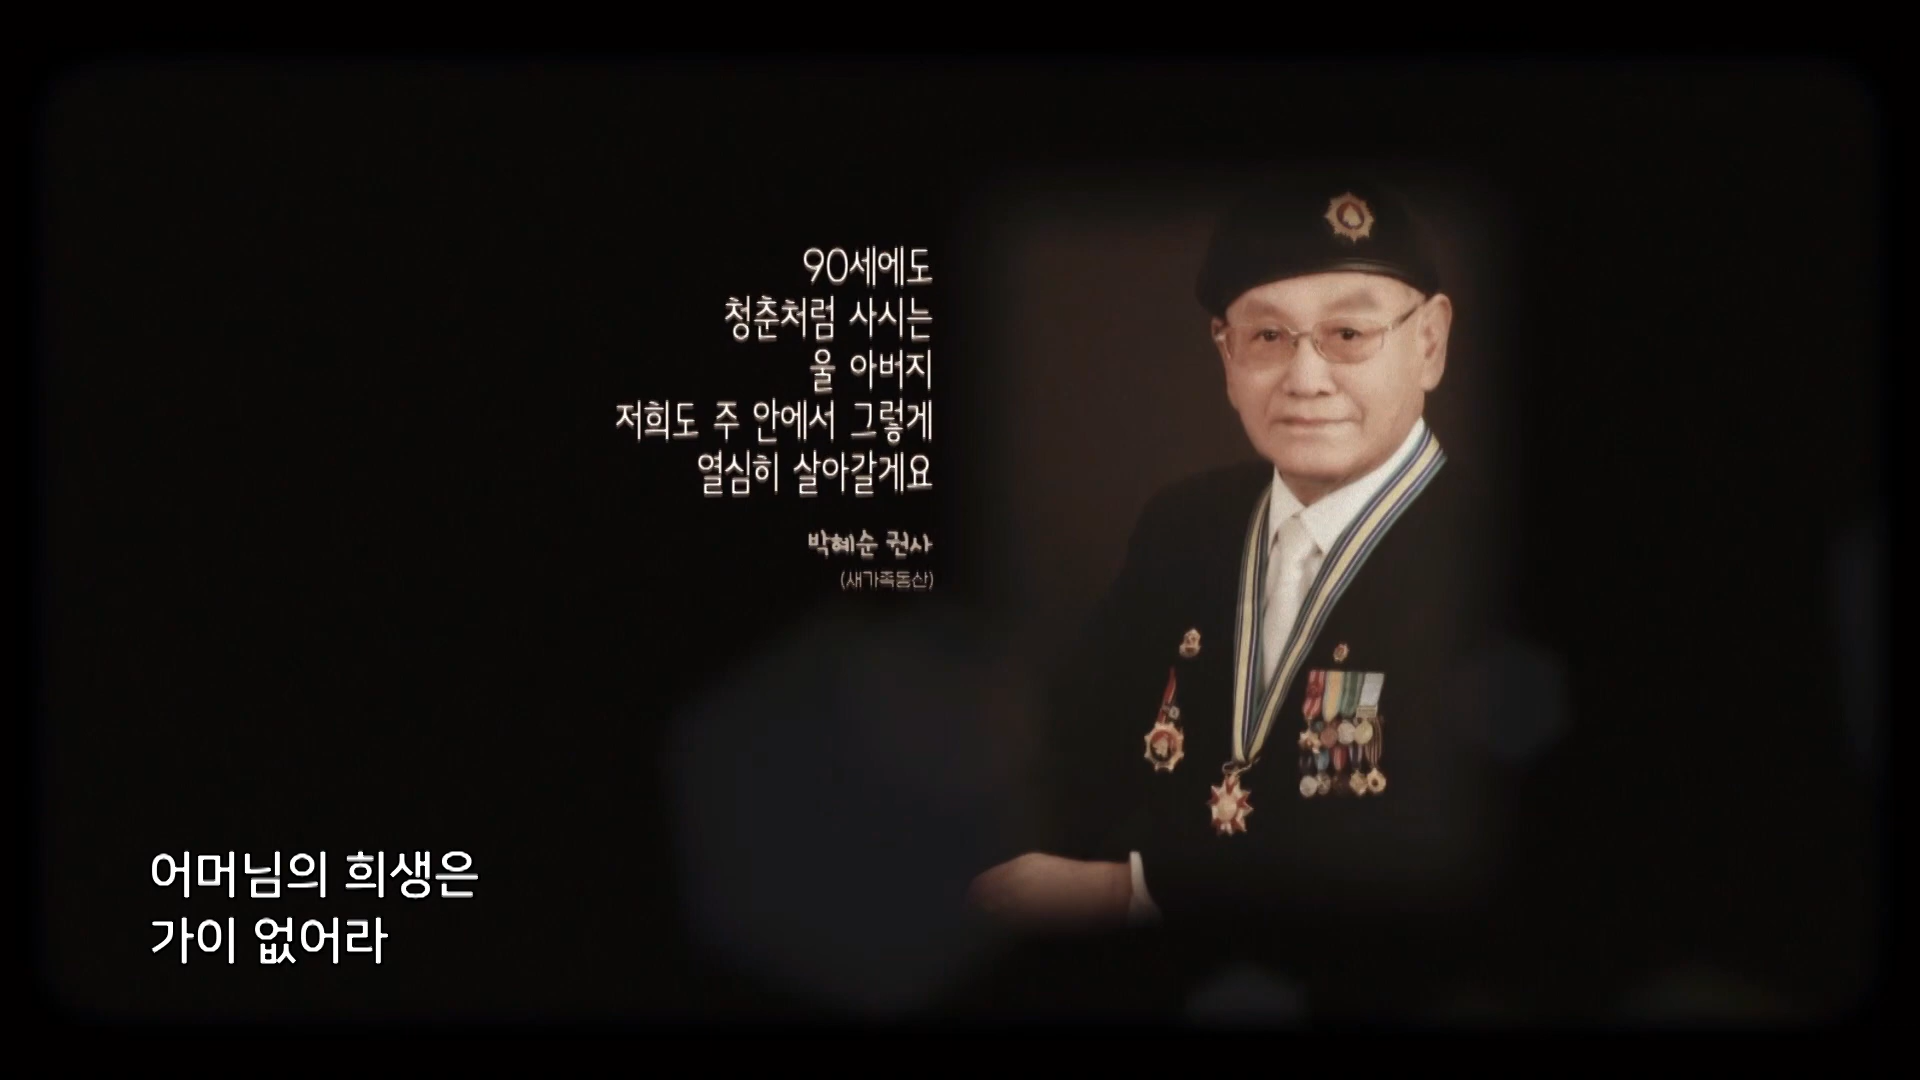 90세에도
청춘처럼 사시는
울 아버지
저희도 주 안에서 그렇게
열심히 살아갈게요
박혜순 권사
(새가족동산)
어머님의 희생은
가이 없어라